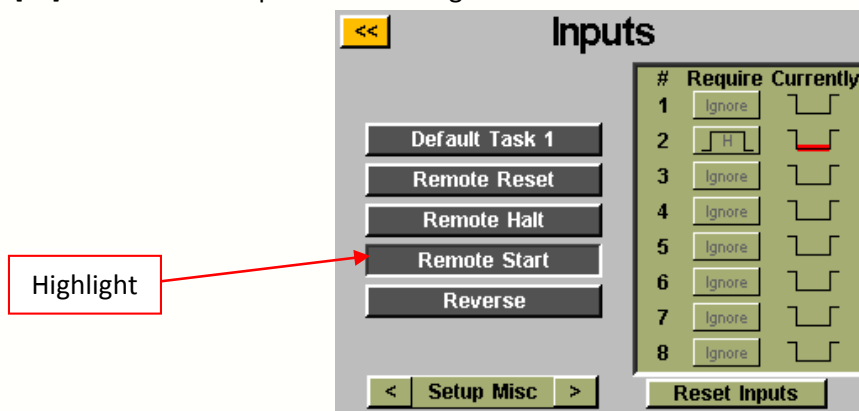 << Inputs
# Require Currently
1 Ignore
Default Task 1 2 H
Remote Reset 3 Ignore
Remote Halt 4 Ignore
Remote Start 5 Ignore
Highlight
6 Ignore
Reverse
7 Ignore
8 Ignore
< Setup Misc > Reset Inputs